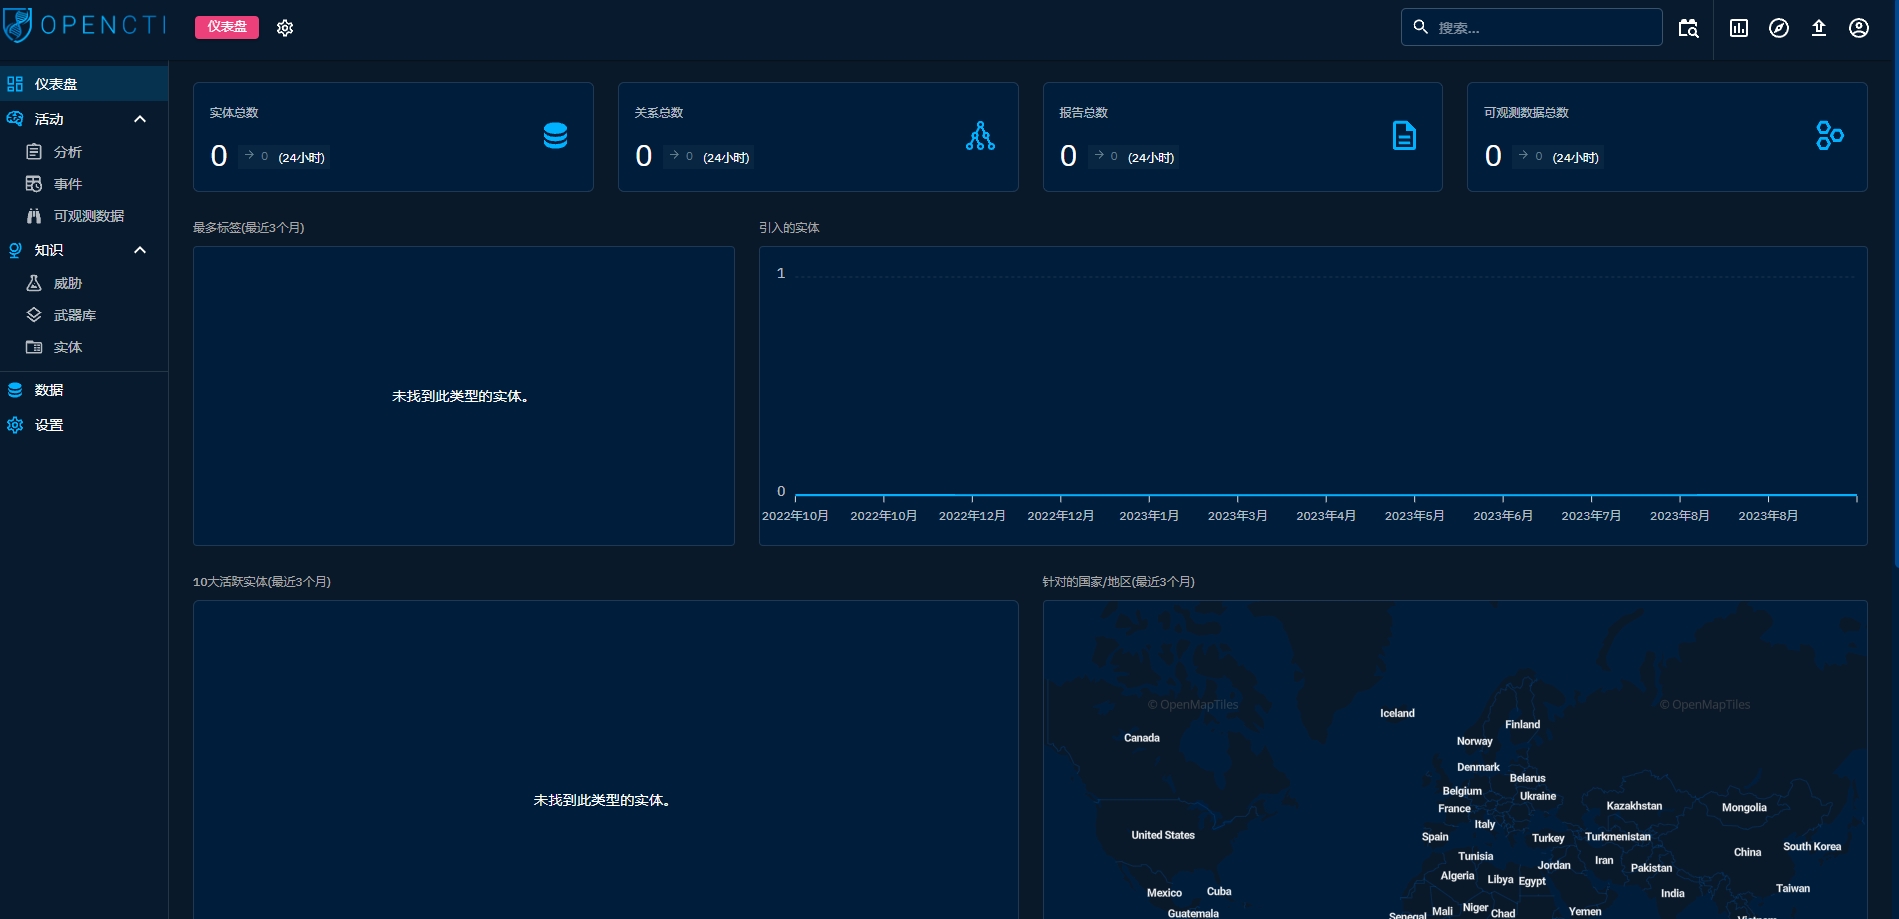 OPENCTI
仪表盘
搜索...
仪表盘
活动
分析
事件
可观测数据
知识
威胁
武器库
实体
数据
设置
实体总数
0 → 0 (24小时)
关系总数
0 → 0 (24小时)
报告总数
0 → 0 (24小时)
可观测数据总数
0 → 0 (24小时)
最多标签(最近3个月)
未找到此类型的实体。
引入的实体
1
0
2022年10月 2022年10月 2022年12月 2022年12月 2023年1月 2023年3月 2023年4月 2023年5月 2023年6月 2023年7月 2023年8月 2023年8月
10大活跃实体(最近3个月)
未找到此类型的实体。
针对的国家/地区(最近3个月)
© OpenMapTiles © OpenMapTiles
Iceland
Finland
Canada
Norway
Denmark
Belarus
Belgium
Ukraine
France
Kazakhstan
Mongolia
Italy
United States
Spain
Turkey
Turkmenistan
South Korea
Tunisia
China
Jordan
Iran
Pakistan
Algeria
Libya
Egypt
Taiwan
Mexico
Cuba
India
Guatemala
Senegal
Mali
Niger
Chad
Yemen
Vietnam